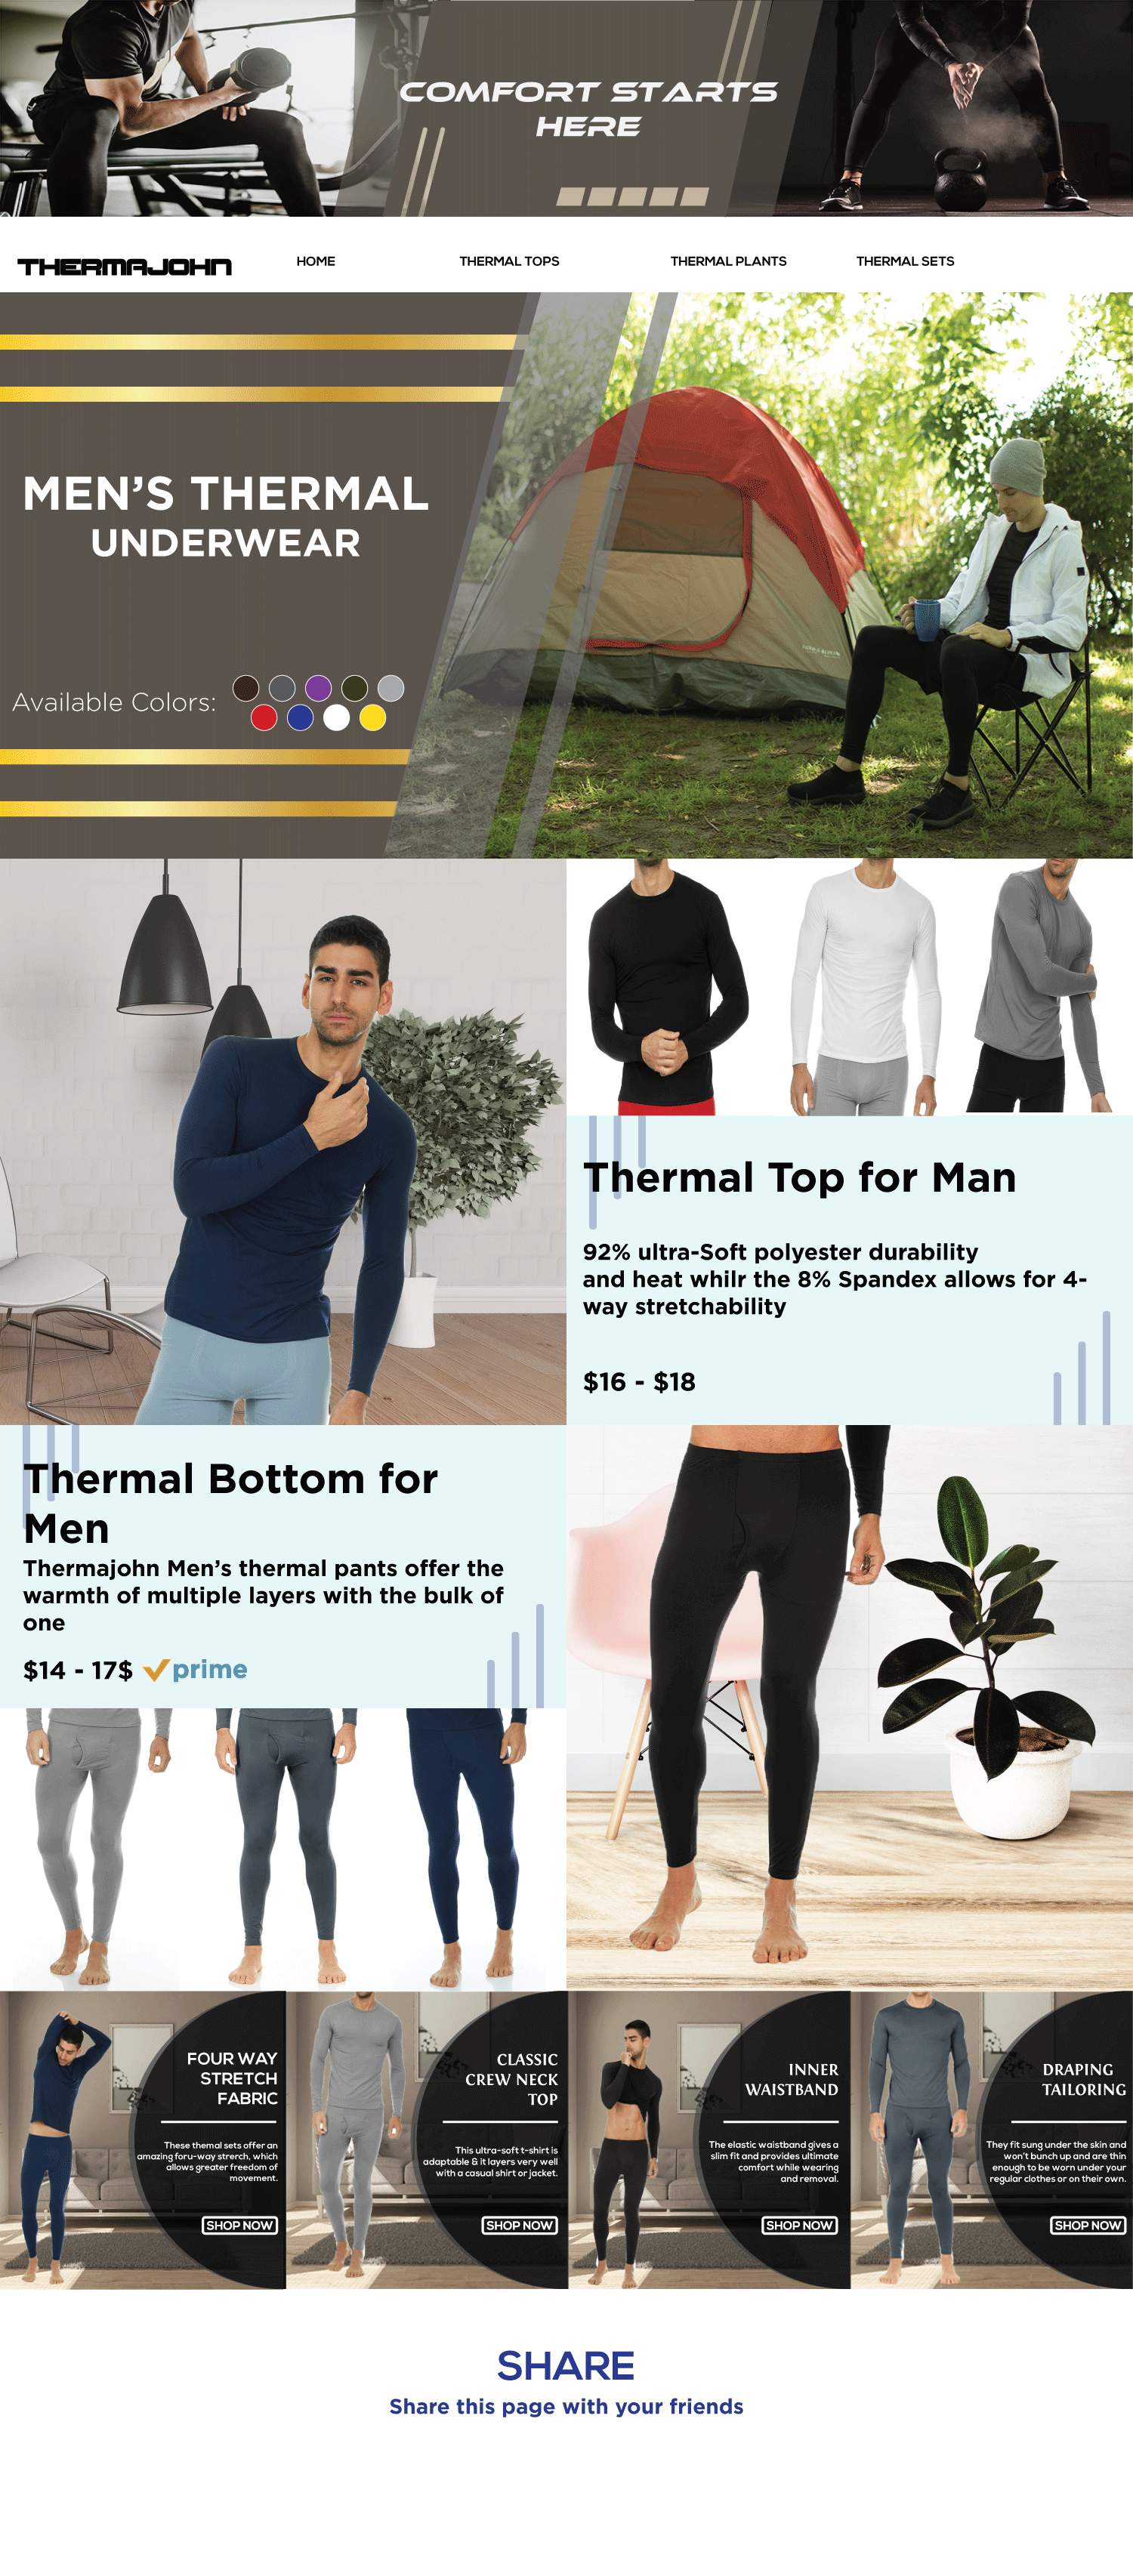 COMFORT STARTS
HERE
THERMAJOHN
HOME
THERMAL TOPS
THERMAL PLANTS
THERMAL SETS
MEN'S THERMAL
UNDERWEAR
Available Colors:
Thermal Top for Man
92% ultra-Soft polyester durability
and heat whilr the 8% Spandex allows for 4-
way stretchability
$16 - $18
Thermal Bottom for
Men
Thermajohn Men's thermal pants offer the
warmth of multiple layers with the bulk of
one
$14 - 17$ prime
FOUR WAY
STRETCH
FABRIC
These themal sets offer an
amazing foru-way strerch, which
allows greater freedom of
movement.
SHOP NOW
CLASSIC
CREW NECK
TOP
This ultra-soft t-shirt is
adaptable & it layers very well
with a casual shirt or jacket.
SHOP NOW
INNER
WAISTBAND
The elastic waistband gives a
slim fit and provides ultimate
comfort while wearing
and removal.
SHOP NOW
DRAPING
TAILORING
They fit sung under the skin and
won't bunch up and are thin
enough to be worn under your
regular clothes or on their own.
SHOP NOW
SHARE
Share this page with your friends